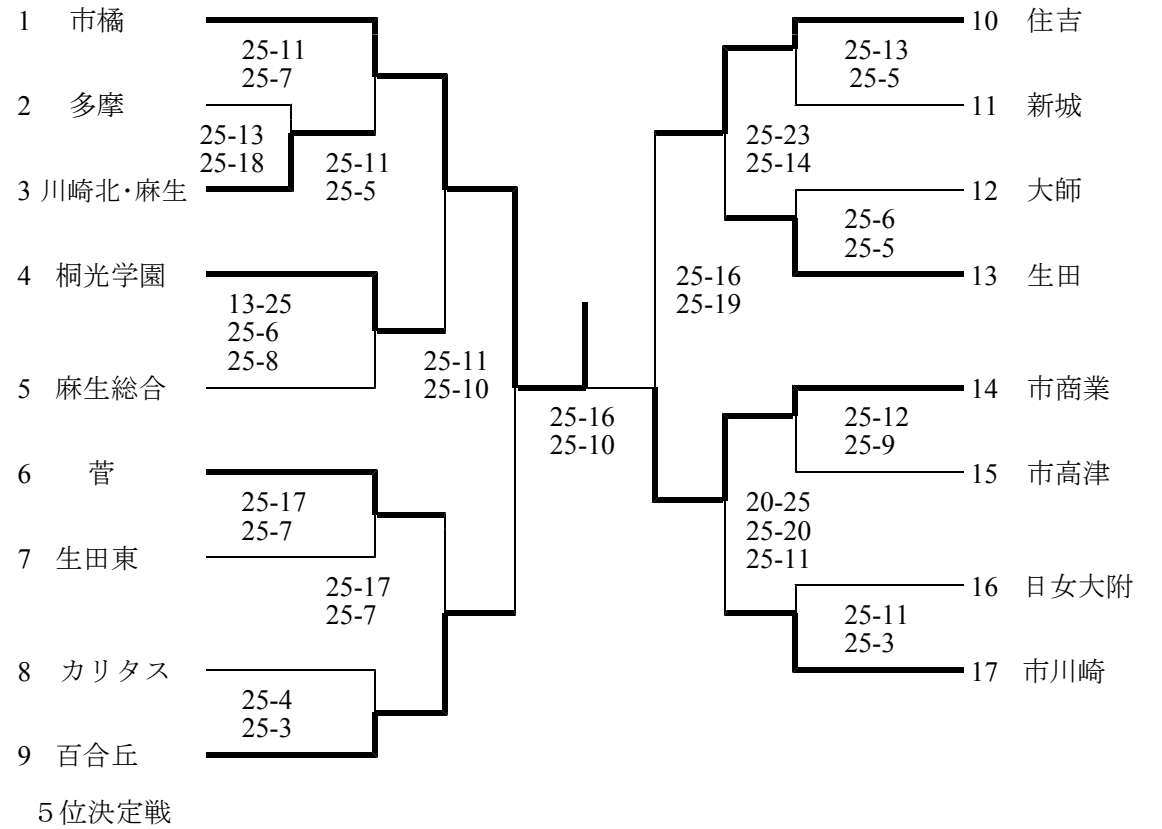 1 市橘
25-11
25-7
2 多摩
25-13
25-18
3 川崎北・麻生
25-11
25-5
4 桐光学園
13-25
25-6
25-8
5 麻生総合
25-11
25-10
6 菅
25-17
25-7
7 生田東
25-17
25-7
8 カリタス
25-4
25-3
9 百合丘
25-16
25-10
10 住吉
25-13
25-5
11 新城
25-23
25-14
12 大師
25-6
25-5
13 生田
25-16
25-19
14 市商業
25-12
25-9
15 市高津
20-25
25-20
25-11
16 日女大附
25-11
25-3
17 市川崎
５位決定戦